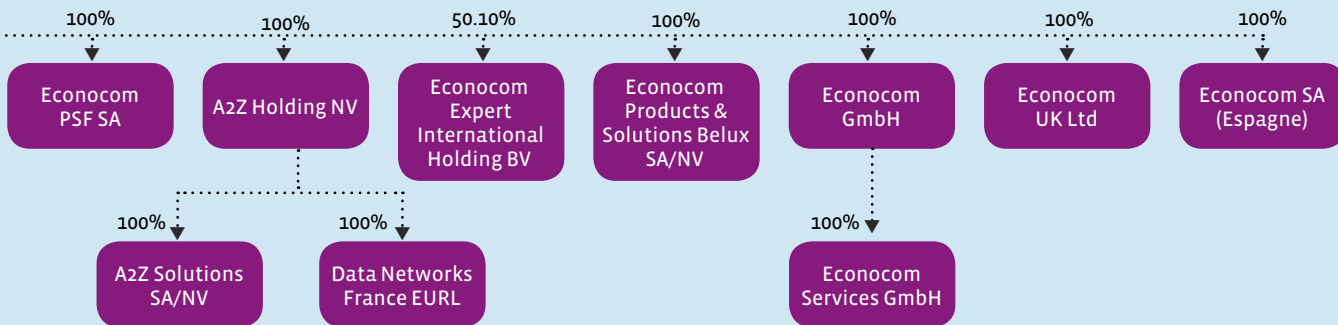 100%
100%
50.10%
100%
100%
100%
100%
Econocom
PSF SA
A2Z Holding NV
Econocom
Expert
International
Holding BV
Econocom
Products &
Solutions Belux
SA/NV
Econocom
GmbH
Econocom
UK Ltd
Econocom SA
(Espagne)
100%
100%
100%
A2Z Solutions
SA/NV
Data Networks
France EURL
Econocom
Services GmbH